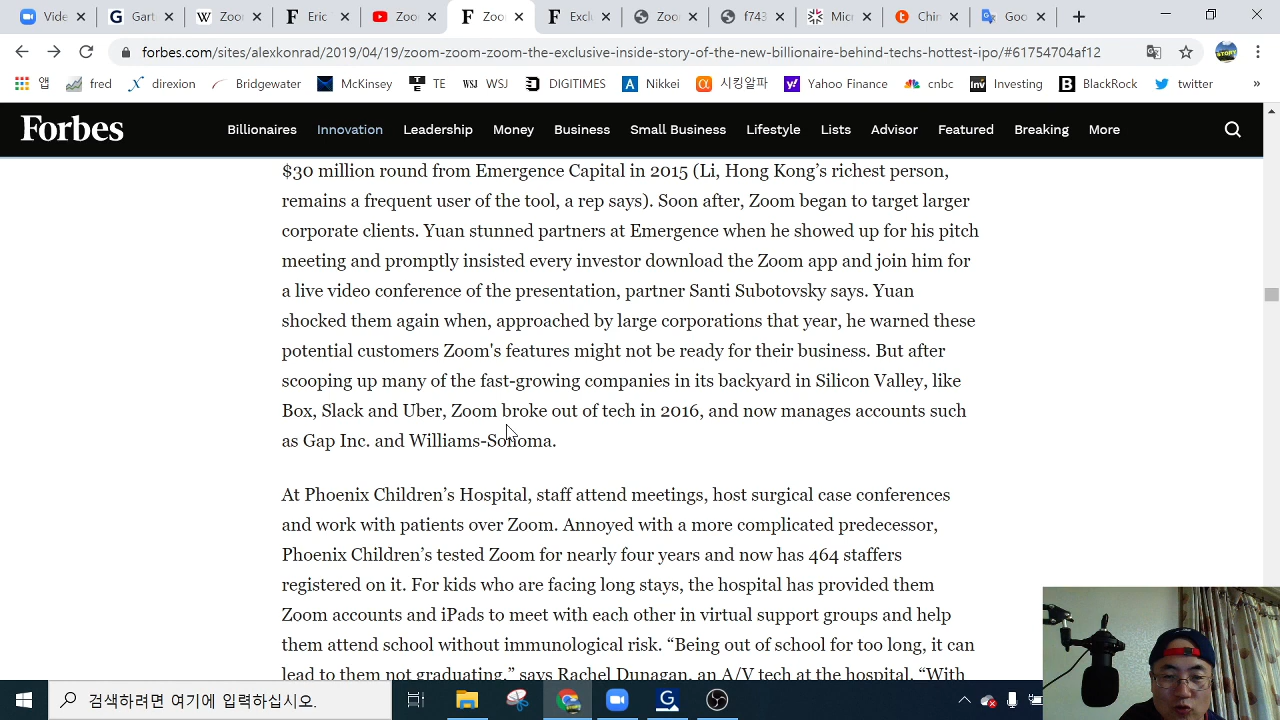 Vide
Gart
Zoom
Eric
Zoo
Zoo
Exclu
Zoom
f743
Micr
Chin
Goo
forbes.com/sites/alexkonrad/2019/04/19/zoom-zoom-zoom-the-exclusive-inside-story-of-the-new-billionaire-behind-techs-hottest-ipo/#61754704af12
앱 fred direxion Bridgewater McKinsey TE WSJ WSJ DIGITIMES Nikkei 시킹알파 Yahoo Finance cnbc Investing BlackRock twitter »
Forbes Billionaires Innovation Leadership Money Business Small Business Lifestyle Lists Advisor Featured Breaking More
$30 million round from Emergence Capital in 2015 (Li, Hong Kong’s richest person,
remains a frequent user of the tool, a rep says). Soon after, Zoom began to target larger
corporate clients. Yuan stunned partners at Emergence when he showed up for his pitch
meeting and promptly insisted every investor download the Zoom app and join him for
a live video conference of the presentation, partner Santi Subotovsky says. Yuan
shocked them again when, approached by large corporations that year, he warned these
potential customers Zoom's features might not be ready for their business. But after
scooping up many of the fast-growing companies in its backyard in Silicon Valley, like
Box, Slack and Uber, Zoom broke out of tech in 2016, and now manages accounts such
as Gap Inc. and Williams-Sonoma.
At Phoenix Children’s Hospital, staff attend meetings, host surgical case conferences
and work with patients over Zoom. Annoyed with a more complicated predecessor,
Phoenix Children’s tested Zoom for nearly four years and now has 464 staffers
registered on it. For kids who are facing long stays, the hospital has provided them
Zoom accounts and iPads to meet with each other in virtual support groups and help
them attend school without immunological risk. “Being out of school for too long, it can
lead to them not graduating,” says Rachel Dunagan, an A/V tech at the hospital. “With
검색하려면 여기에 입력하십시오.